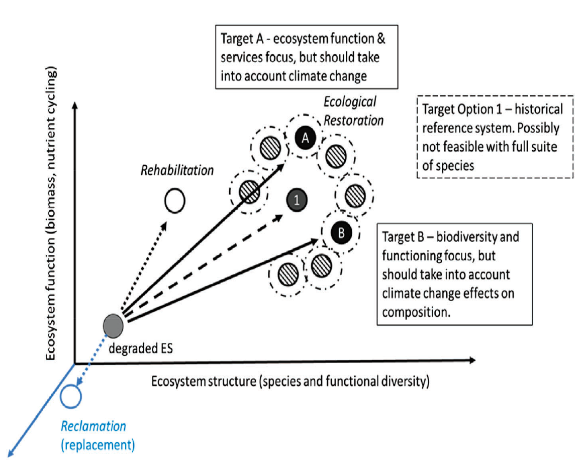 Target A - ecosystem function &
services focus, but should take
into account climate change
Ecological
Restoration
Target Option 1 – historical
reference system. Possibly
not feasible with full suite
of species
Rehabilitation
A
1
B
Target B – biodiversity and
functioning focus, but
should take into account
climate change effects on
composition.
degraded ES
Ecosystem function (biomass, nutrient cycling)
Ecosystem structure (species and functional diversity)
Reclamation
(replacement)